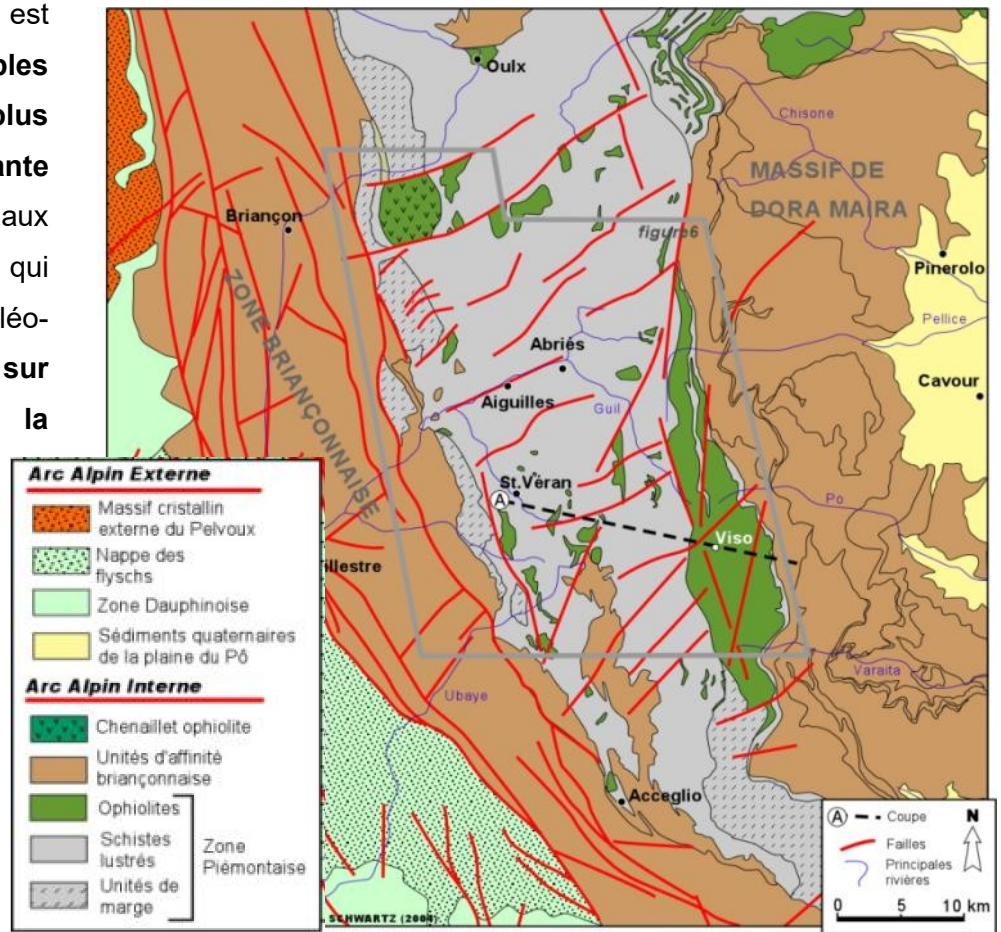 est
bles
plus
ante
aux
qui
léo-
sur
la
Oulx
Chisone
MASSIF DE
DORA MAIRA
Briançon
figure6
Pinerolo
ZONE BRIANÇONNAISE
Pellice
Abriés
Cavour
Aiguilles
Guil
St.Véran
A
Pô
Viso
illestre
Varaita
Ubaye
Acceglio
Arc Alpin Externe
Massif cristallin
externe du Pelvoux
Nappe des
flyschs
Zone Dauphinoise
Sédiments quaternaires
de la plaine du Pô
Arc Alpin Interne
Chenaillet ophiolite
Unités d'affinité
briançonnaise
Ophiolites
Schistes
lustrés
Zone
Piémontaise
Unités de
marge
A Coupe N
Failles
Principales
rivières
0 5 10 km
SCHWARTZ (2004)